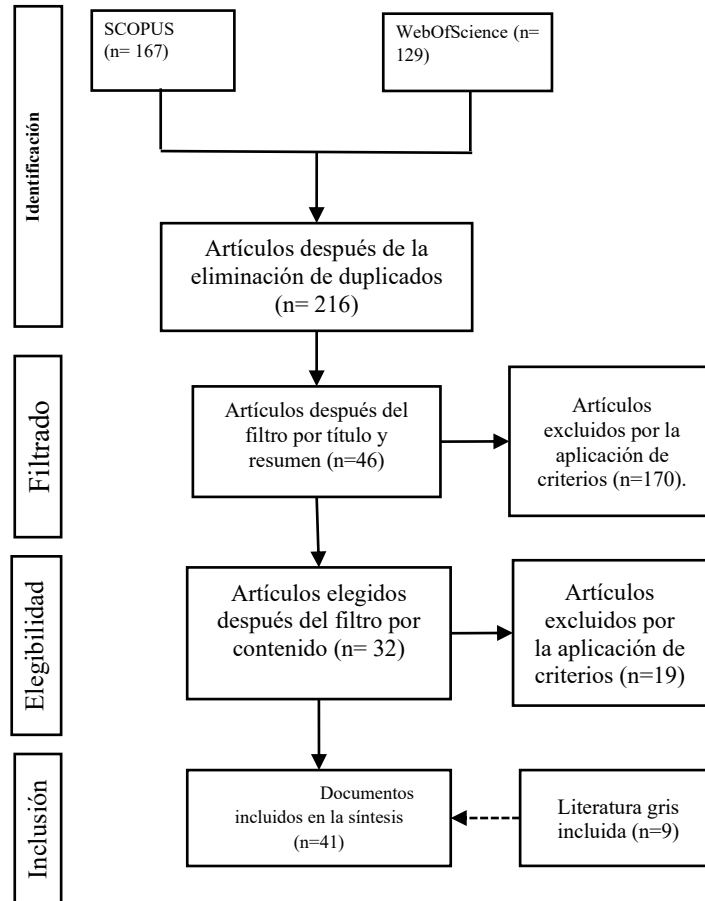 SCOPUS
(n= 167)
WebOfScience (n=
129)
Identificación
Artículos después de la
eliminación de duplicados
(n= 216)
Filtrado
Artículos después del
filtro por título y
resumen (n=46)
Artículos
excluidos por la
aplicación de
criterios (n=170).
Elegibilidad
Artículos elegidos
después del filtro por
contenido (n= 32)
Artículos
excluidos por
la aplicación de
criterios (n=19)
Inclusión
Documentos
incluidos en la síntesis
(n=41)
Literatura gris
incluida (n=9)